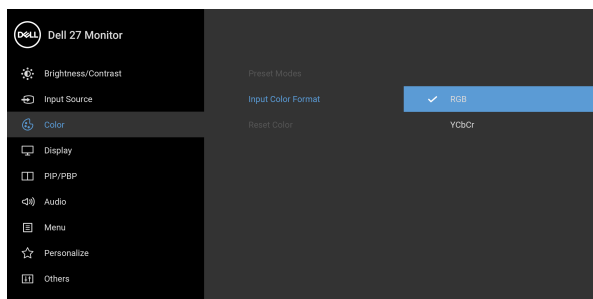 DELL Dell 27 Monitor
Brightness/Contrast
Preset Modes
Input Source
Input Color Format
RGB
Color
Reset Color
YCbCr
Display
PIP/PBP
Audio
Menu
Personalize
Others